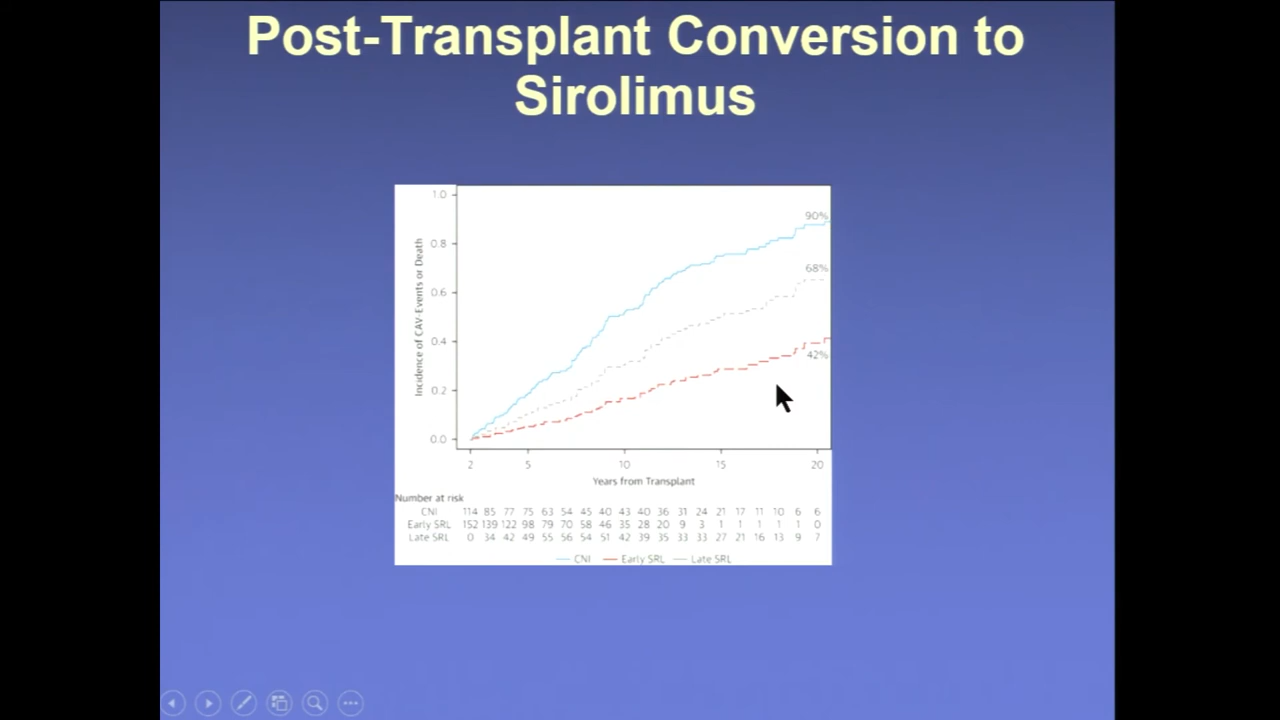 Post-Transplant Conversion to
Sirolimus
1.0
0.8
0.6
0.4
0.2
0.0
Incidence of CAV-Events or Death
90%
68%
42%
2 5 10 15 20
Years from Transplant
Number at risk
CNI 114 85 77 75 63 54 45 40 43 40 36 31 24 21 17 11 10 6 6
Early SRL 152 139 122 98 79 70 58 46 35 28 20 9 3 1 1 1 1 1 0
Late SRL 0 34 42 49 55 56 54 51 42 39 35 33 33 27 21 16 13 9 7
CNI Early SRL Late SRL